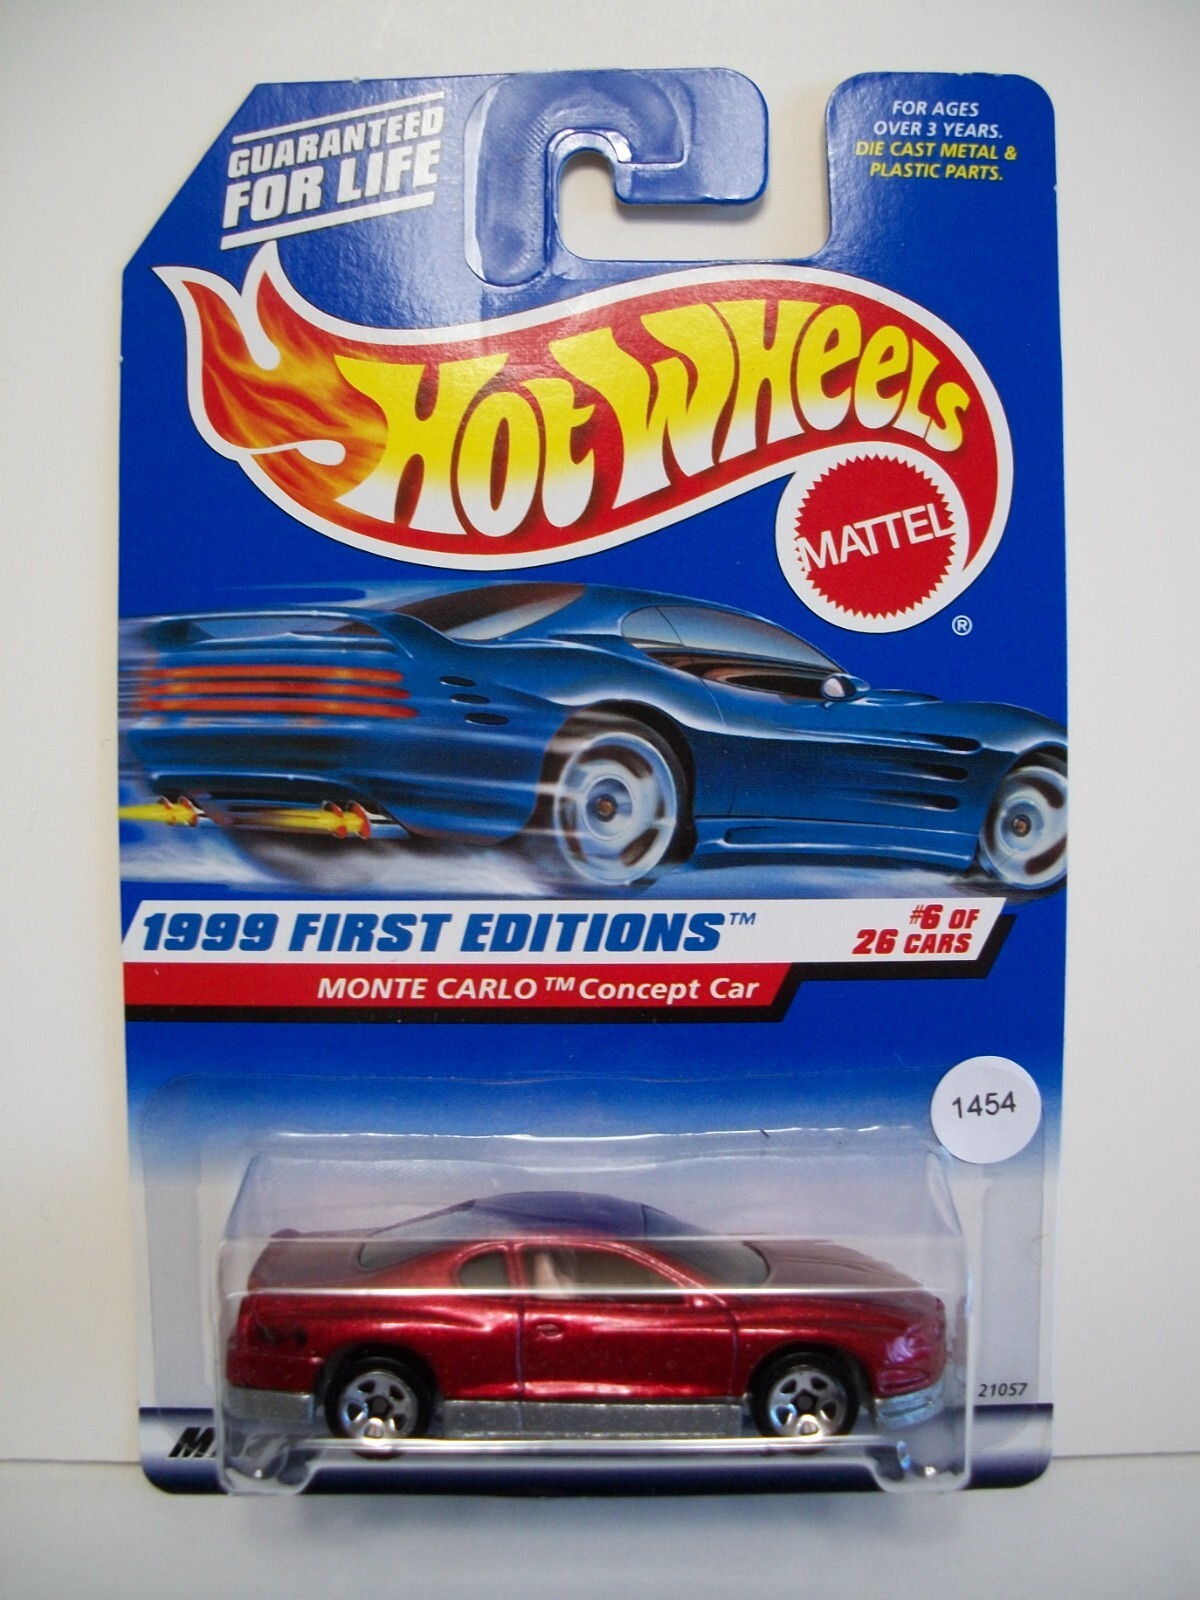 GUARANTEED
FOR LIFE
FOR AGES
OVER 3 YEARS.
DIE CAST METAL &
PLASTIC PARTS.
HOT WHEELS
MATTEL
®
1999 FIRST EDITIONS™
#6 OF
26 CARS
MONTE CARLO™ Concept Car
1454
21057